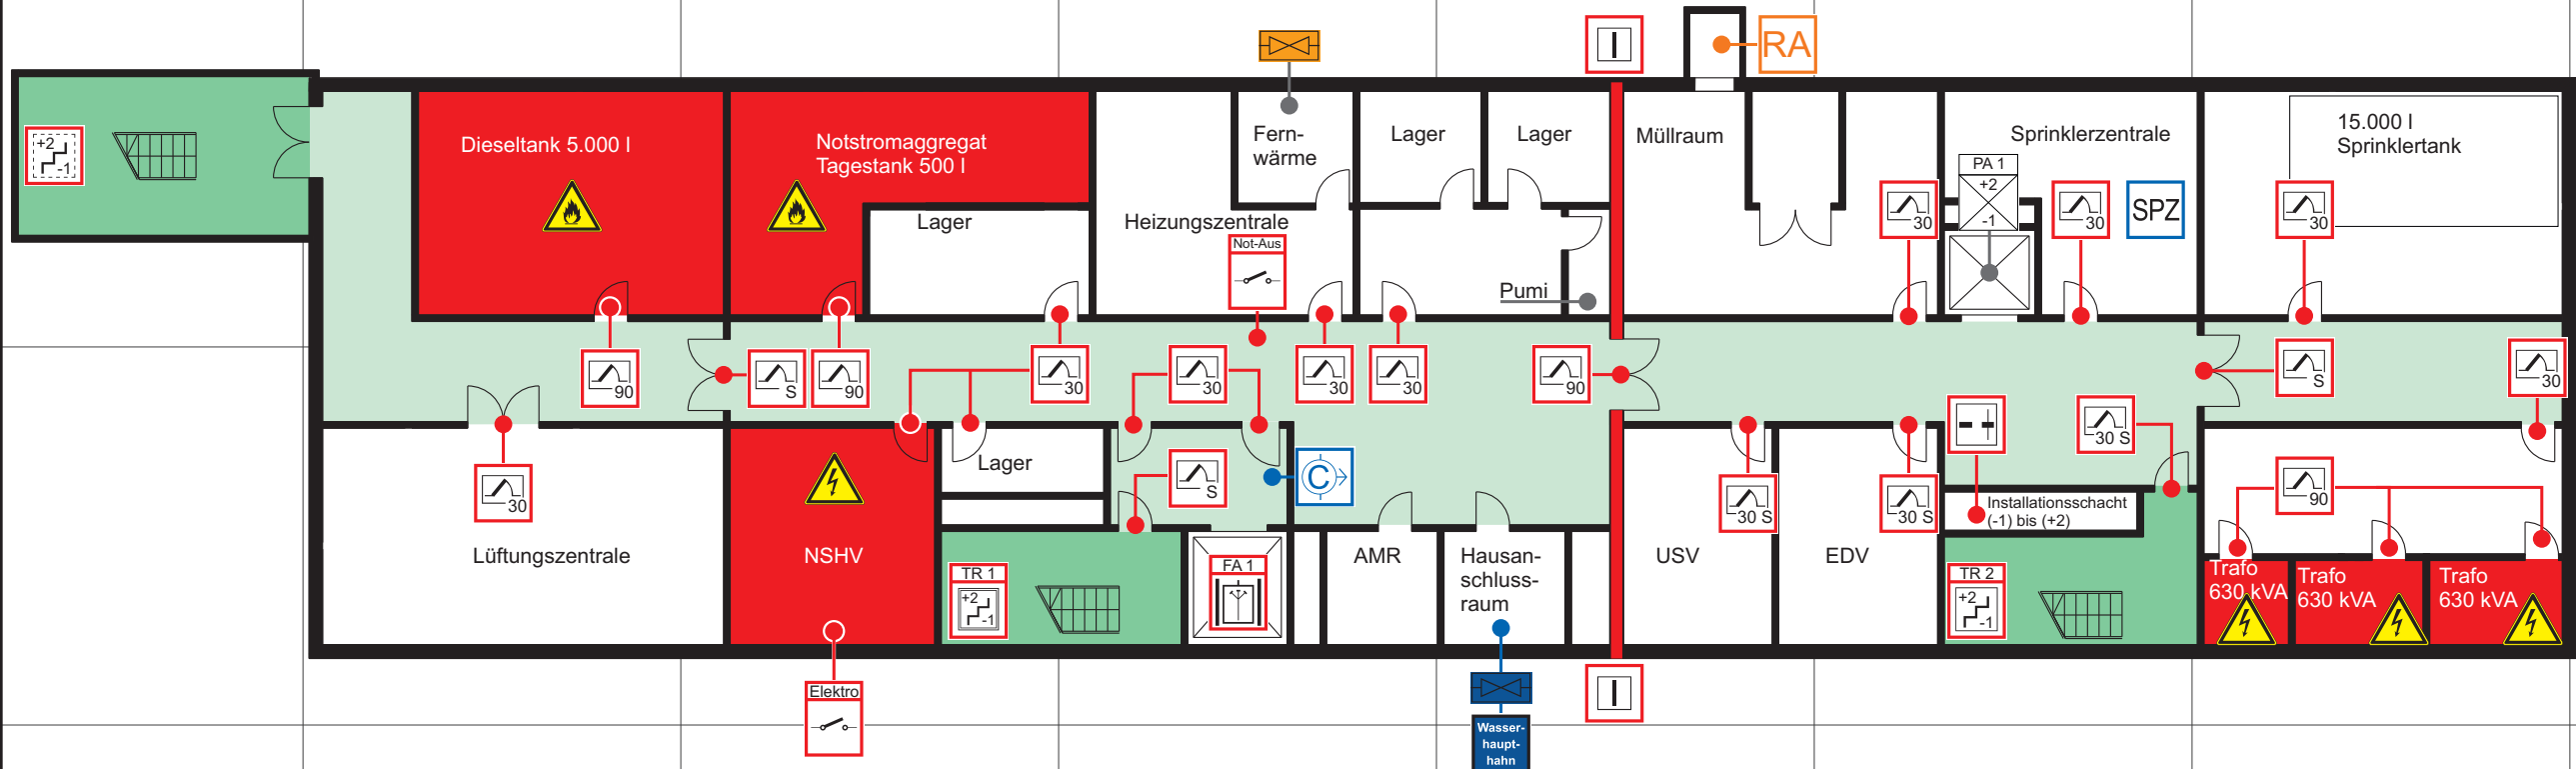 RA
+2
-1
Dieseltank 5.000 l
Notstromaggregat
Tagestank 500 l
Fern-
wärme
Lager
Lager
Müllraum
Sprinklerzentrale
15.000 l
Sprinklertank
PA 1
+2
-1
30
30
SPZ
30
Lager
Heizungszentrale
Not-Aus
Pumi
90
S
90
30
30
30
30
90
S
30
30
Lager
NSHV
S
C
30 S
30 S
30 S
90
Installationsschacht
(-1) bis (+2)
Lüftungszentrale
TR 1
+2
-1
FA 1
AMR
Hausan-
schluss-
raum
USV
EDV
TR 2
+2
-1
Trafo
630 kVA
Trafo
630 kVA
Trafo
630 kVA
Elektro
Wasser-
haupt-
hahn